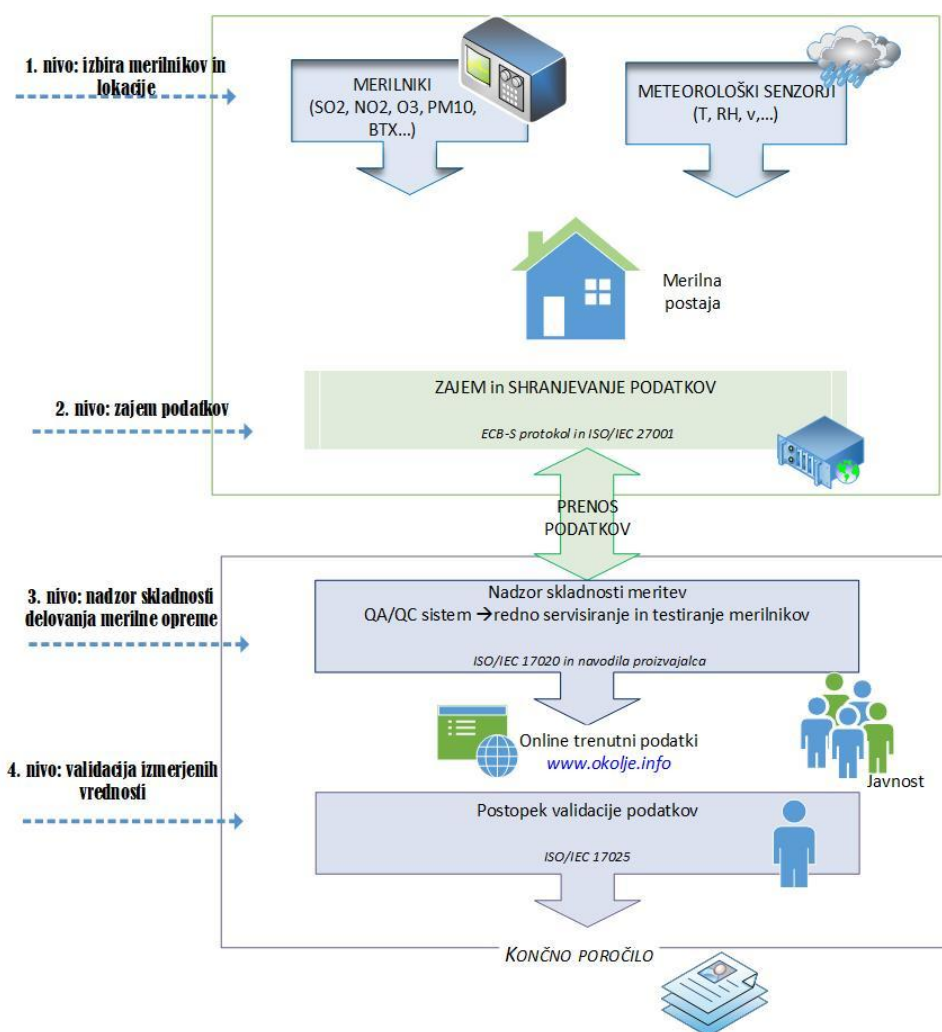 1. nivo: izbira merilnikov in
lokacije
MERILNIKI
(SO2, NO2, O3, PM10,
BTX...)
METEOROLOŠKI SENZORJI
(T, RH, v,...)
Merilna
postaja
2. nivo: zajem podatkov
ZAJEM in SHRANJEVANJE PODATKOV
ECB-S protokol in ISO/IEC 27001
PRENOS
PODATKOV
3. nivo: nadzor skladnosti
delovanja merilne opreme
Nadzor skladnosti meritev
QA/QC sistem →redno servisiranje in testiranje merilnikov
ISO/IEC 17020 in navodila proizvajalca
Online trenutni podatki
www.okolje.info
Javnost
4. nivo: validacija izmerjenih
vrednosti
Postopek validacije podatkov
ISO/IEC 17025
KONČNO POROČILO